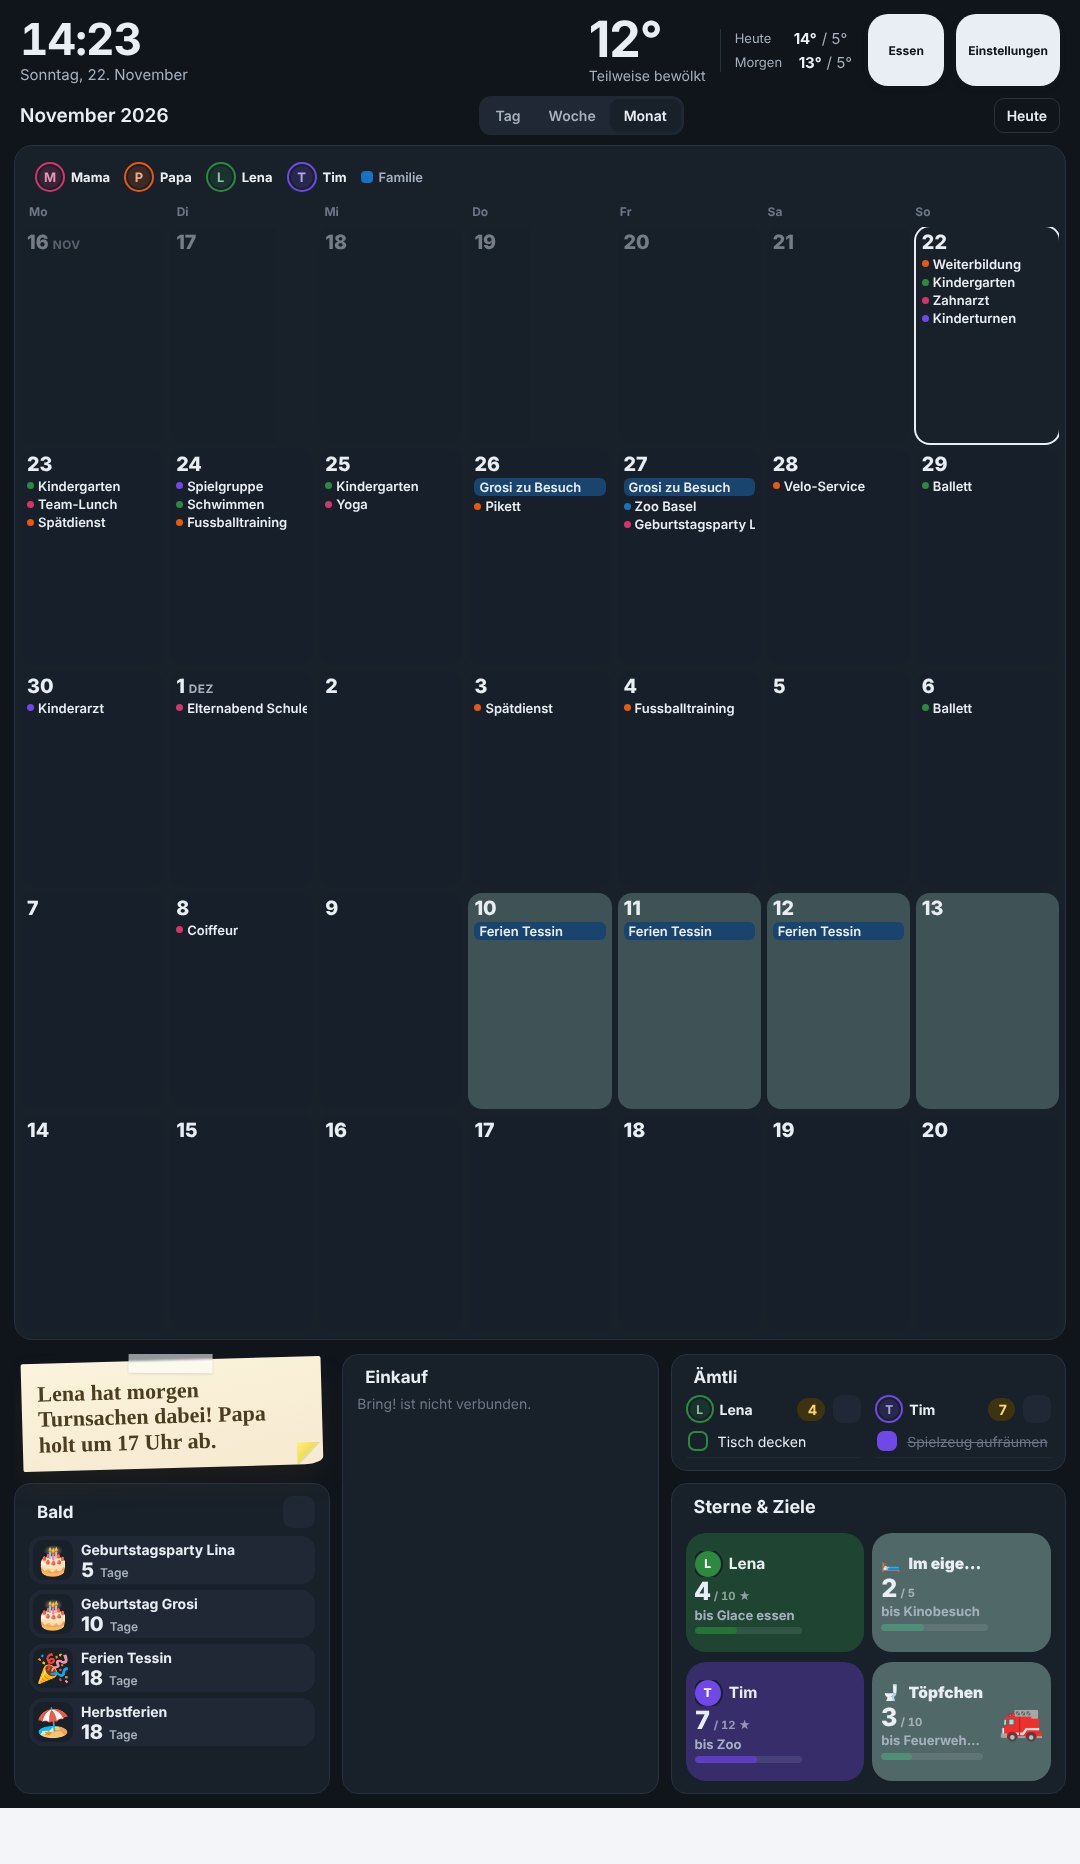 14:23
Sonntag, 22. November
12°
Teilweise bewölkt
Heute 14° / 5°
Morgen 13° / 5°
Essen
Einstellungen
November 2026
Tag Woche Monat
Heute
M Mama P Papa L Lena T Tim Familie
Mo Di Mi Do Fr Sa So
16 NOV 17 18 19 20 21 22
Weiterbildung
Kindergarten
Zahnarzt
Kinderturnen
23
Kindergarten
Team-Lunch
Spätdienst
24
Spielgruppe
Schwimmen
Fussballtraining
25
Kindergarten
Yoga
26
Grosi zu Besuch
Pikett
27
Grosi zu Besuch
Zoo Basel
Geburtstagsparty L
28
Velo-Service
29
Ballett
30
Kinderarzt
1 DEZ
Elternabend Schule
2
3
Spätdienst
4
Fussballtraining
5
6
Ballett
7
8
Coiffeur
9
10
Ferien Tessin
11
Ferien Tessin
12
Ferien Tessin
13
14 15 16 17 18 19 20
Lena hat morgen
Turnsachen dabei! Papa
holt um 17 Uhr ab.
Bald
Geburtstagsparty Lina
5 Tage
Geburtstag Grosi
10 Tage
Ferien Tessin
18 Tage
Herbstferien
18 Tage
Einkauf
Bring! ist nicht verbunden.
Ämtli
L Lena 4
Tisch decken
T Tim 7
Spielzeug aufräumen
Sterne & Ziele
L Lena
4 / 10 ★
bis Glace essen
Im eige...
2 / 5
bis Kinobesuch
T Tim
7 / 12 ★
bis Zoo
Töpfchen
3 / 10
bis Feuerweh...